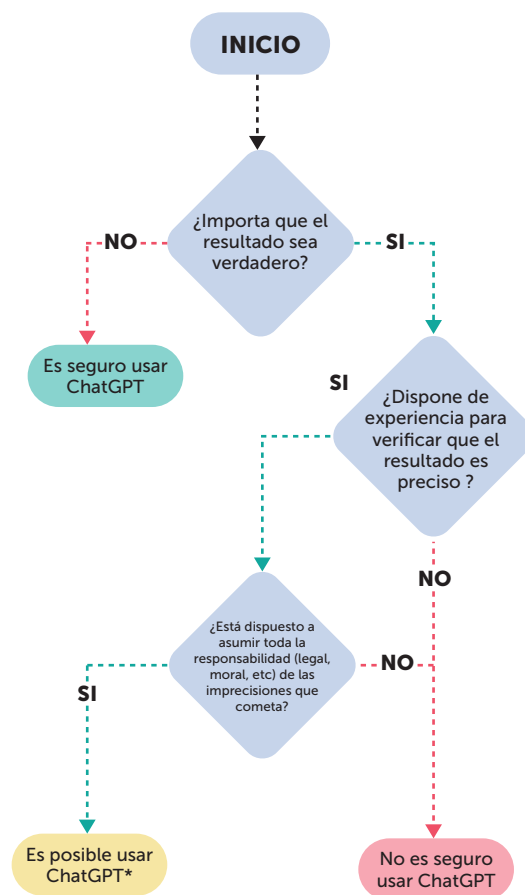 INICIO
¿Importa que el
resultado sea
verdadero?
NO
SI
Es seguro usar
ChatGPT
SI
¿Dispone de
experiencia para
verificar que el
resultado es
preciso ?
NO
¿Está dispuesto a
asumir toda la
responsabilidad (legal,
moral, etc) de las
imprecisiones que
cometa?
NO
SI
Es posible usar
ChatGPT*
No es seguro
usar ChatGPT